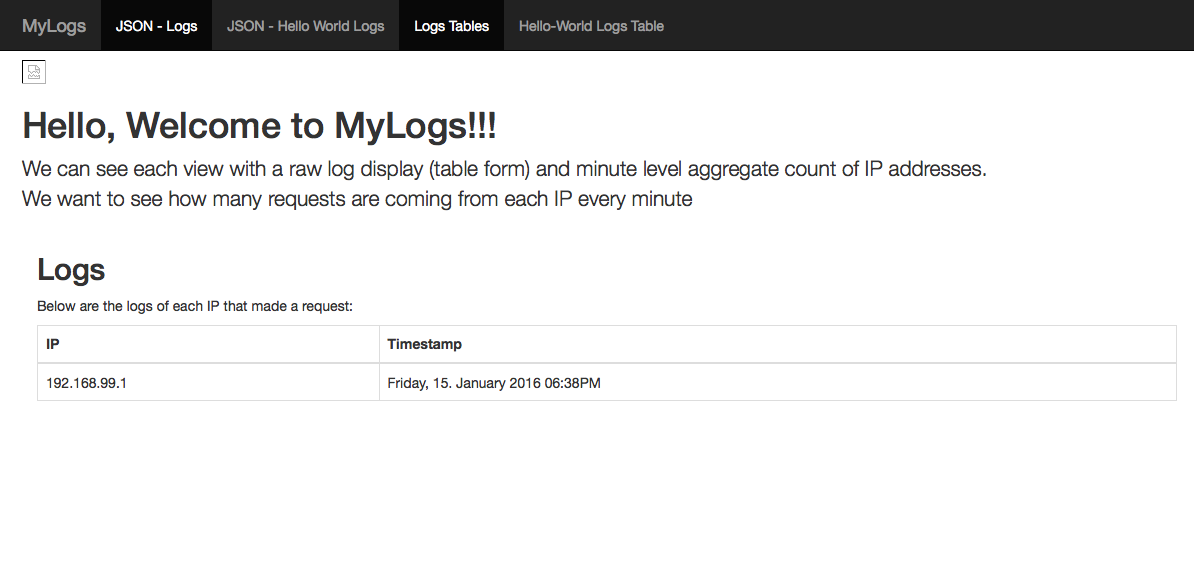 MyLogs JSON - Logs JSON - Hello World Logs Logs Tables Hello-World Logs Table
Hello, Welcome to MyLogs!!!
We can see each view with a raw log display (table form) and minute level aggregate count of IP addresses.
We want to see how many requests are coming from each IP every minute
Logs
Below are the logs of each IP that made a request:
IP Timestamp
192.168.99.1 Friday, 15. January 2016 06:38PM